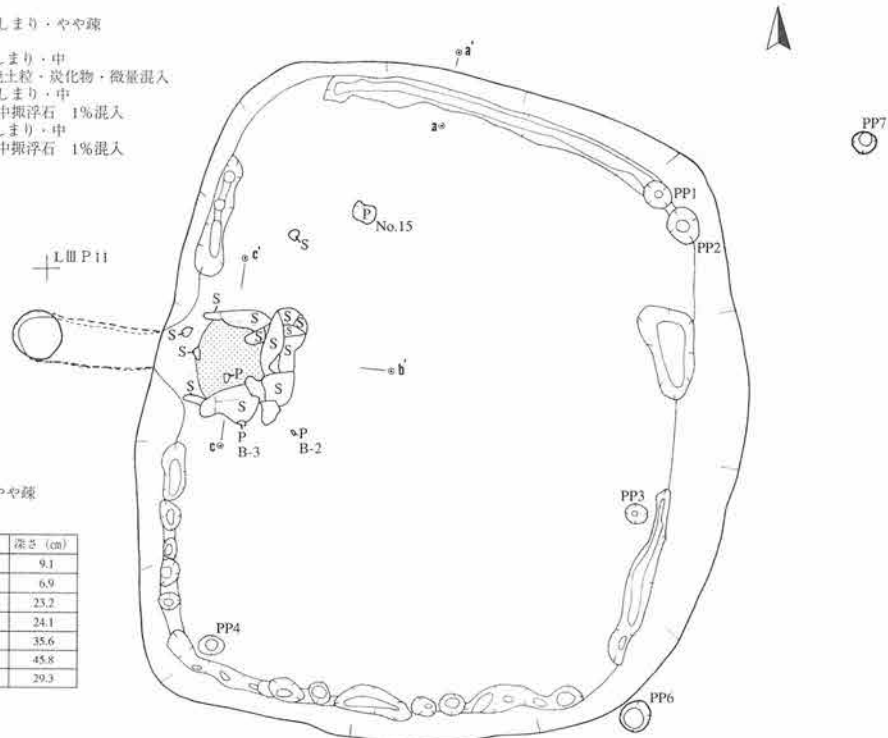 しまり・やや疎
しまり・中
焼土粒・炭化物・微量混入
しまり・中
中掫浮石 1%混入
しまり・中
中掫浮石 1%混入
a'
a
PP7
PP1
PP2
P
No.15
S
c'
LⅢP11
S
S
S
S
S
S
S
S
S
S
P
b'
S
S
S
c
P
B-3
B-2
やや疎
PP3
深さ (cm)
9.1
6.9
23.2
24.1
35.6
45.8
29.3
PP4
PP6